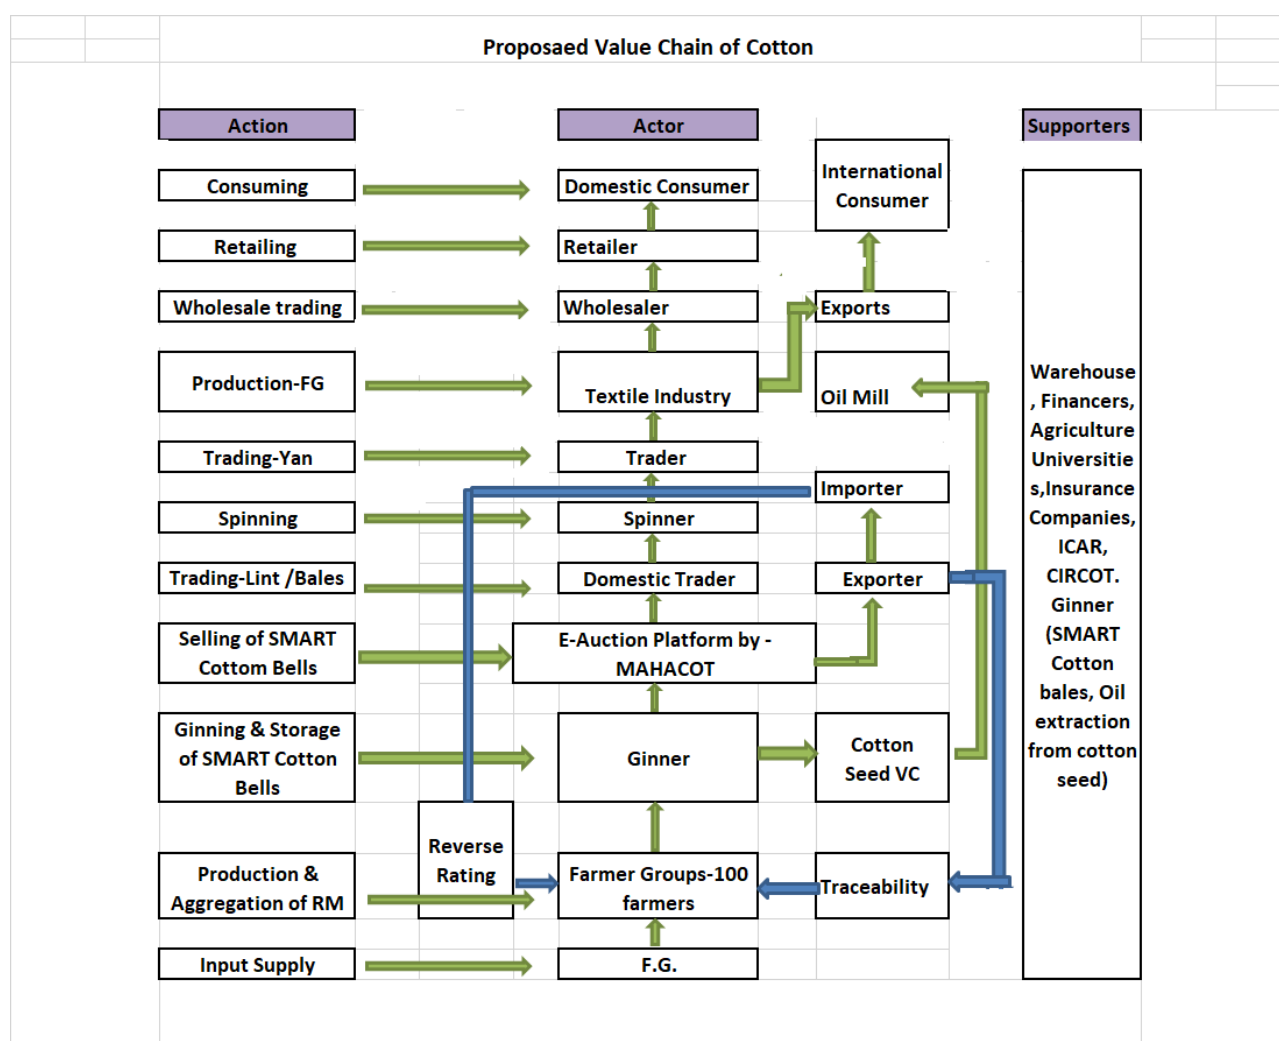 Proposaed Value Chain of Cotton
Action
Actor
Supporters
Consuming
Domestic Consumer
International
Consumer
Retailing
Retailer
Wholesale trading
Wholesaler
Exports
Production-FG
Textile Industry
Oil Mill
Trading-Yan
Trader
Importer
Spinning
Spinner
Trading-Lint /Bales
Domestic Trader
Exporter
Selling of SMART
Cottom Bells
E-Auction Platform by -
MAHACOT
Ginning & Storage
of SMART Cotton
Bells
Ginner
Cotton
Seed VC
Reverse
Rating
Production &
Aggregation of RM
Farmer Groups-100
farmers
Traceability
Input Supply
F.G.
Warehouse
, Financers,
Agriculture
Universitie
s,Insurance
Companies,
ICAR,
CIRCOT.
Ginner
(SMART
Cotton
bales, Oil
extraction
from cotton
seed)